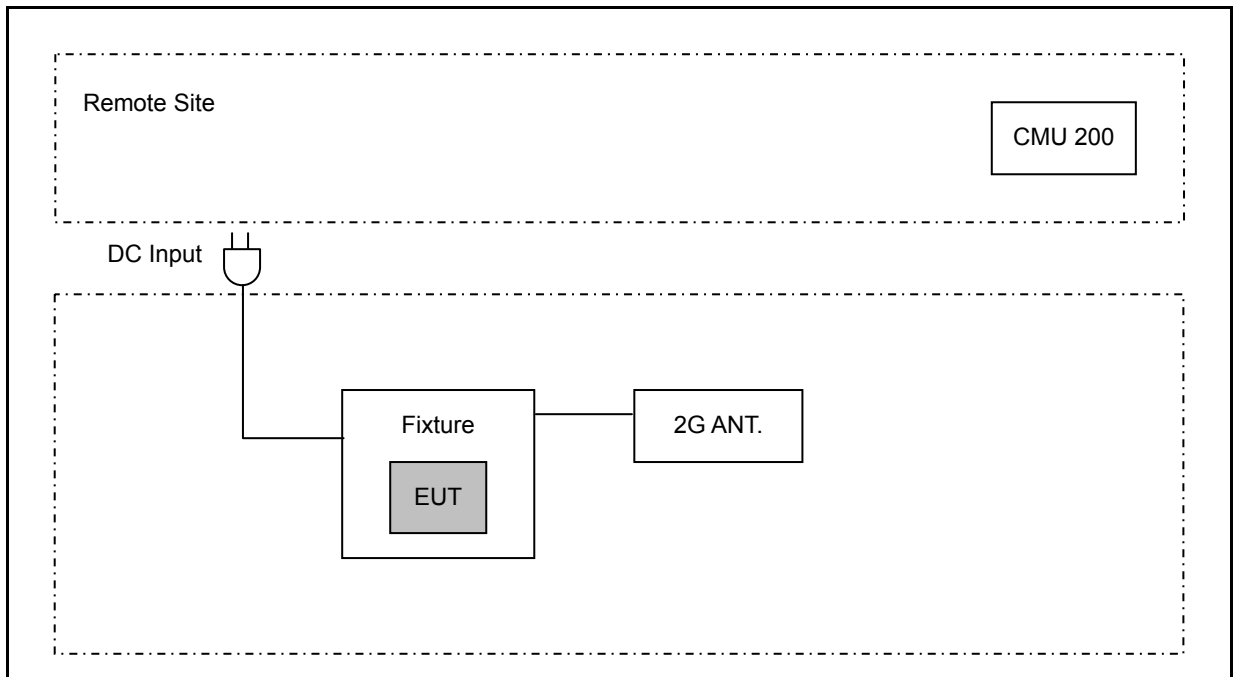 Remote Site
CMU 200
DC Input
Fixture
2G ANT.
EUT